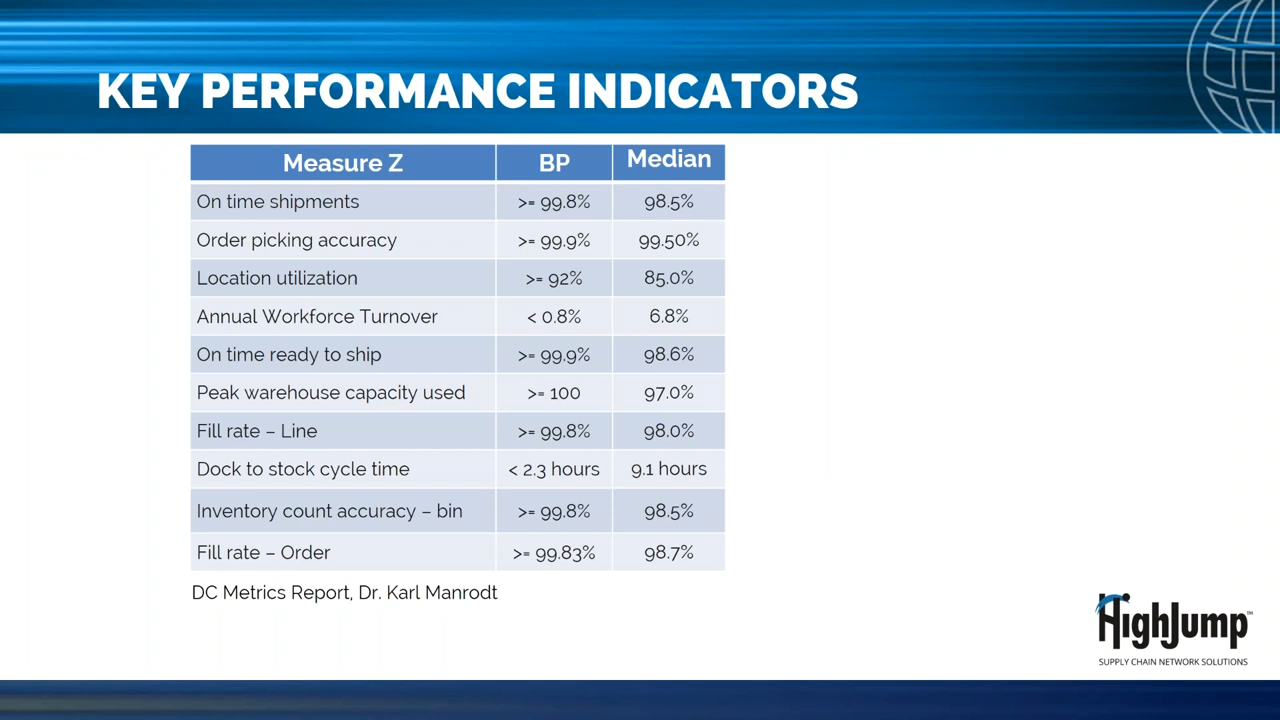 KEY PERFORMANCE INDICATORS
Measure Z BP Median
On time shipments >= 99.8% 98.5%
Order picking accuracy >= 99.9% 99.50%
Location utilization >= 92% 85.0%
Annual Workforce Turnover < 0.8% 6.8%
On time ready to ship >= 99.9% 98.6%
Peak warehouse capacity used >= 100 97.0%
Fill rate – Line >= 99.8% 98.0%
Dock to stock cycle time < 2.3 hours 9.1 hours
Inventory count accuracy – bin >= 99.8% 98.5%
Fill rate – Order >= 99.83% 98.7%
DC Metrics Report, Dr. Karl Manrodt
HighJump™
SUPPLY CHAIN NETWORK SOLUTIONS